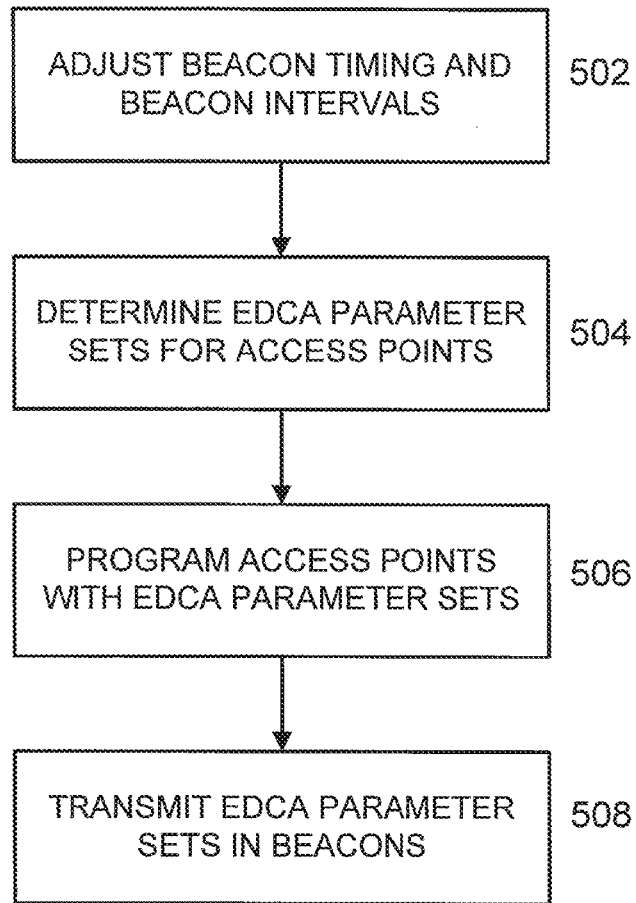 ADJUST BEACON TIMING AND
BEACON INTERVALS
502
DETERMINE EDCA PARAMETER
SETS FOR ACCESS POINTS
504
PROGRAM ACCESS POINTS
WITH EDCA PARAMETER SETS
506
TRANSMIT EDCA PARAMETER
SETS IN BEACONS
508